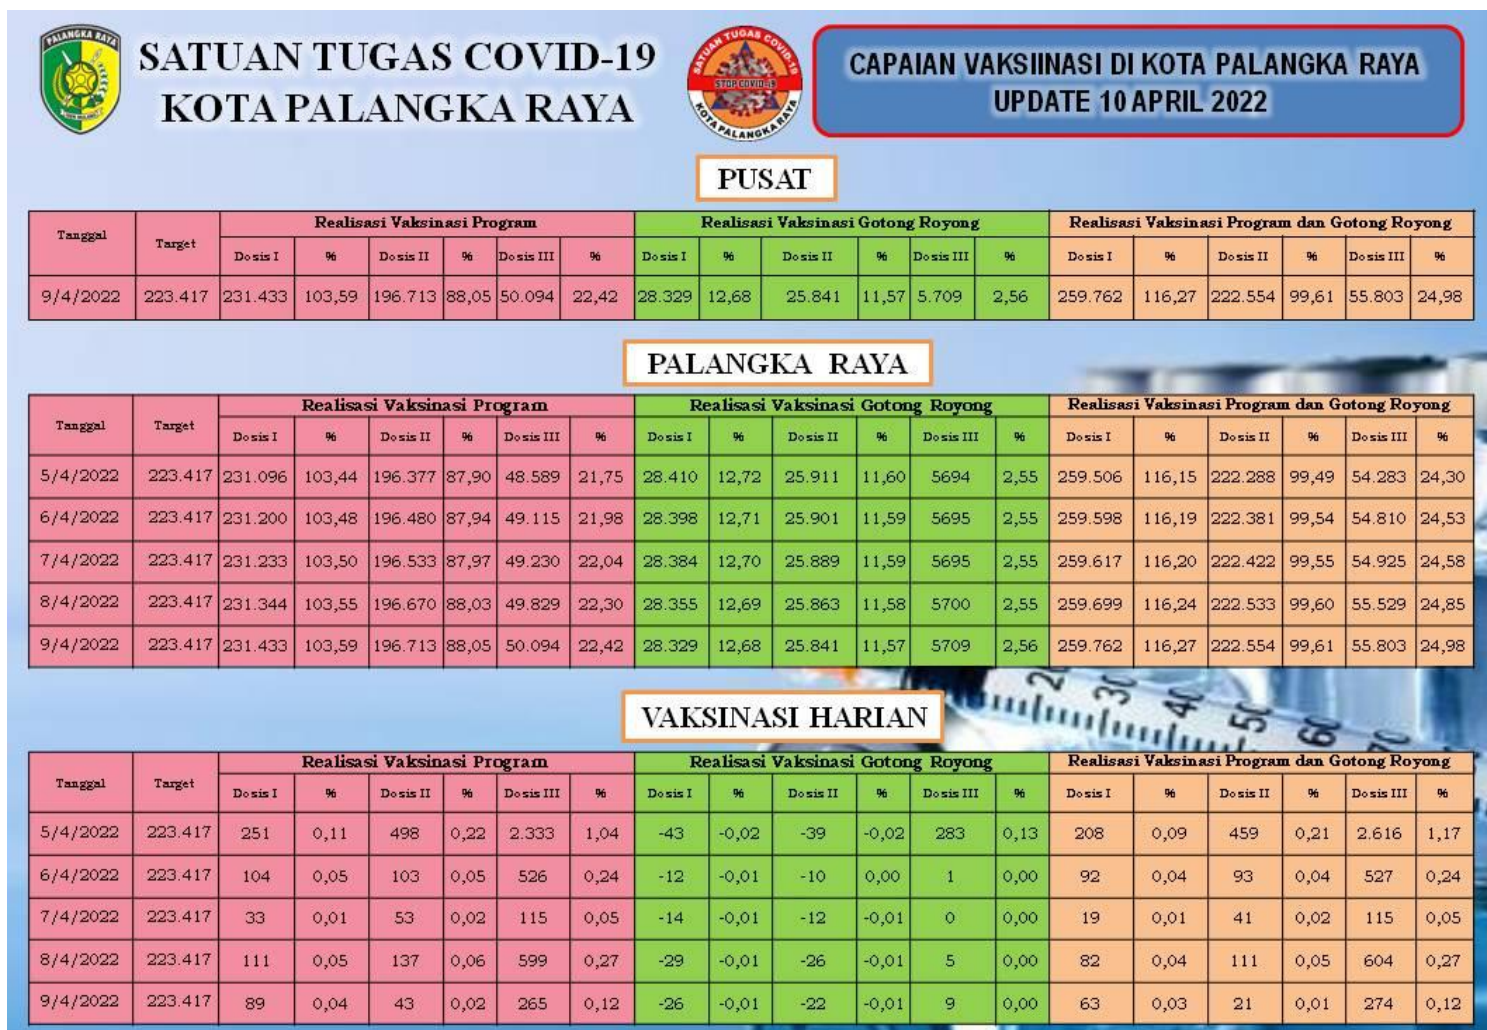 PALANGKA RAYA
SATUAN TUGAS COVID-19
KOTA PALANGKA RAYA
SATUAN TUGAS COVID-19
STOP COVID-19
KOTA PALANGKA RAYA
CAPAIAN VAKSIINASI DI KOTA PALANGKA RAYA
UPDATE 10 APRIL 2022
PUSAT
Tanggal Target Realisasi Vaksinasi Program Realisasi Vaksinasi Gotong Royong Realisasi Vaksinasi Program dan Gotong Royong
Dosis I % Dosis II % Dosis III % Dosis I % Dosis II % Dosis III % Dosis I % Dosis II % Dosis III %
9/4/2022 223.417 231.433 103,59 196.713 88,05 50.094 22,42 28.329 12,68 25.841 11,57 5.709 2,56 259.762 116,27 222.554 99,61 55.803 24,98
PALANGKA RAYA
Tanggal Target Realisasi Vaksinasi Program Realisasi Vaksinasi Gotong Royong Realisasi Vaksinasi Program dan Gotong Royong
Dosis I % Dosis II % Dosis III % Dosis I % Dosis II % Dosis III % Dosis I % Dosis II % Dosis III %
5/4/2022 223.417 231.096 103,44 196.377 87,90 48.589 21,75 28.410 12,72 25.911 11,60 5694 2,55 259.506 116,15 222.288 99,49 54.283 24,30
6/4/2022 223.417 231.200 103,48 196.480 87,94 49.115 21,98 28.398 12,71 25.901 11,59 5695 2,55 259.598 116,19 222.381 99,54 54.810 24,53
7/4/2022 223.417 231.233 103,50 196.533 87,97 49.230 22,04 28.384 12,70 25.889 11,59 5695 2,55 259.617 116,20 222.422 99,55 54.925 24,58
8/4/2022 223.417 231.344 103,55 196.670 88,03 49.829 22,30 28.355 12,69 25.863 11,58 5700 2,55 259.699 116,24 222.533 99,60 55.529 24,85
9/4/2022 223.417 231.433 103,59 196.713 88,05 50.094 22,42 28.329 12,68 25.841 11,57 5709 2,56 259.762 116,27 222.554 99,61 55.803 24,98
20 30 40 50 60 70
VAKSINASI HARIAN
Tanggal Target Realisasi Vaksinasi Program Realisasi Vaksinasi Gotong Royong Realisasi Vaksinasi Program dan Gotong Royong
Dosis I % Dosis II % Dosis III % Dosis I % Dosis II % Dosis III % Dosis I % Dosis II % Dosis III %
5/4/2022 223.417 251 0,11 498 0,22 2.333 1,04 -43 -0,02 -39 -0,02 283 0,13 208 0,09 459 0,21 2.616 1,17
6/4/2022 223.417 104 0,05 103 0,05 526 0,24 -12 -0,01 -10 0,00 1 0,00 92 0,04 93 0,04 527 0,24
7/4/2022 223.417 33 0,01 53 0,02 115 0,05 -14 -0,01 -12 -0,01 0 0,00 19 0,01 41 0,02 115 0,05
8/4/2022 223.417 111 0,05 137 0,06 599 0,27 -29 -0,01 -26 -0,01 5 0,00 82 0,04 111 0,05 604 0,27
9/4/2022 223.417 89 0,04 43 0,02 265 0,12 -26 -0,01 -22 -0,01 9 0,00 63 0,03 21 0,01 274 0,12